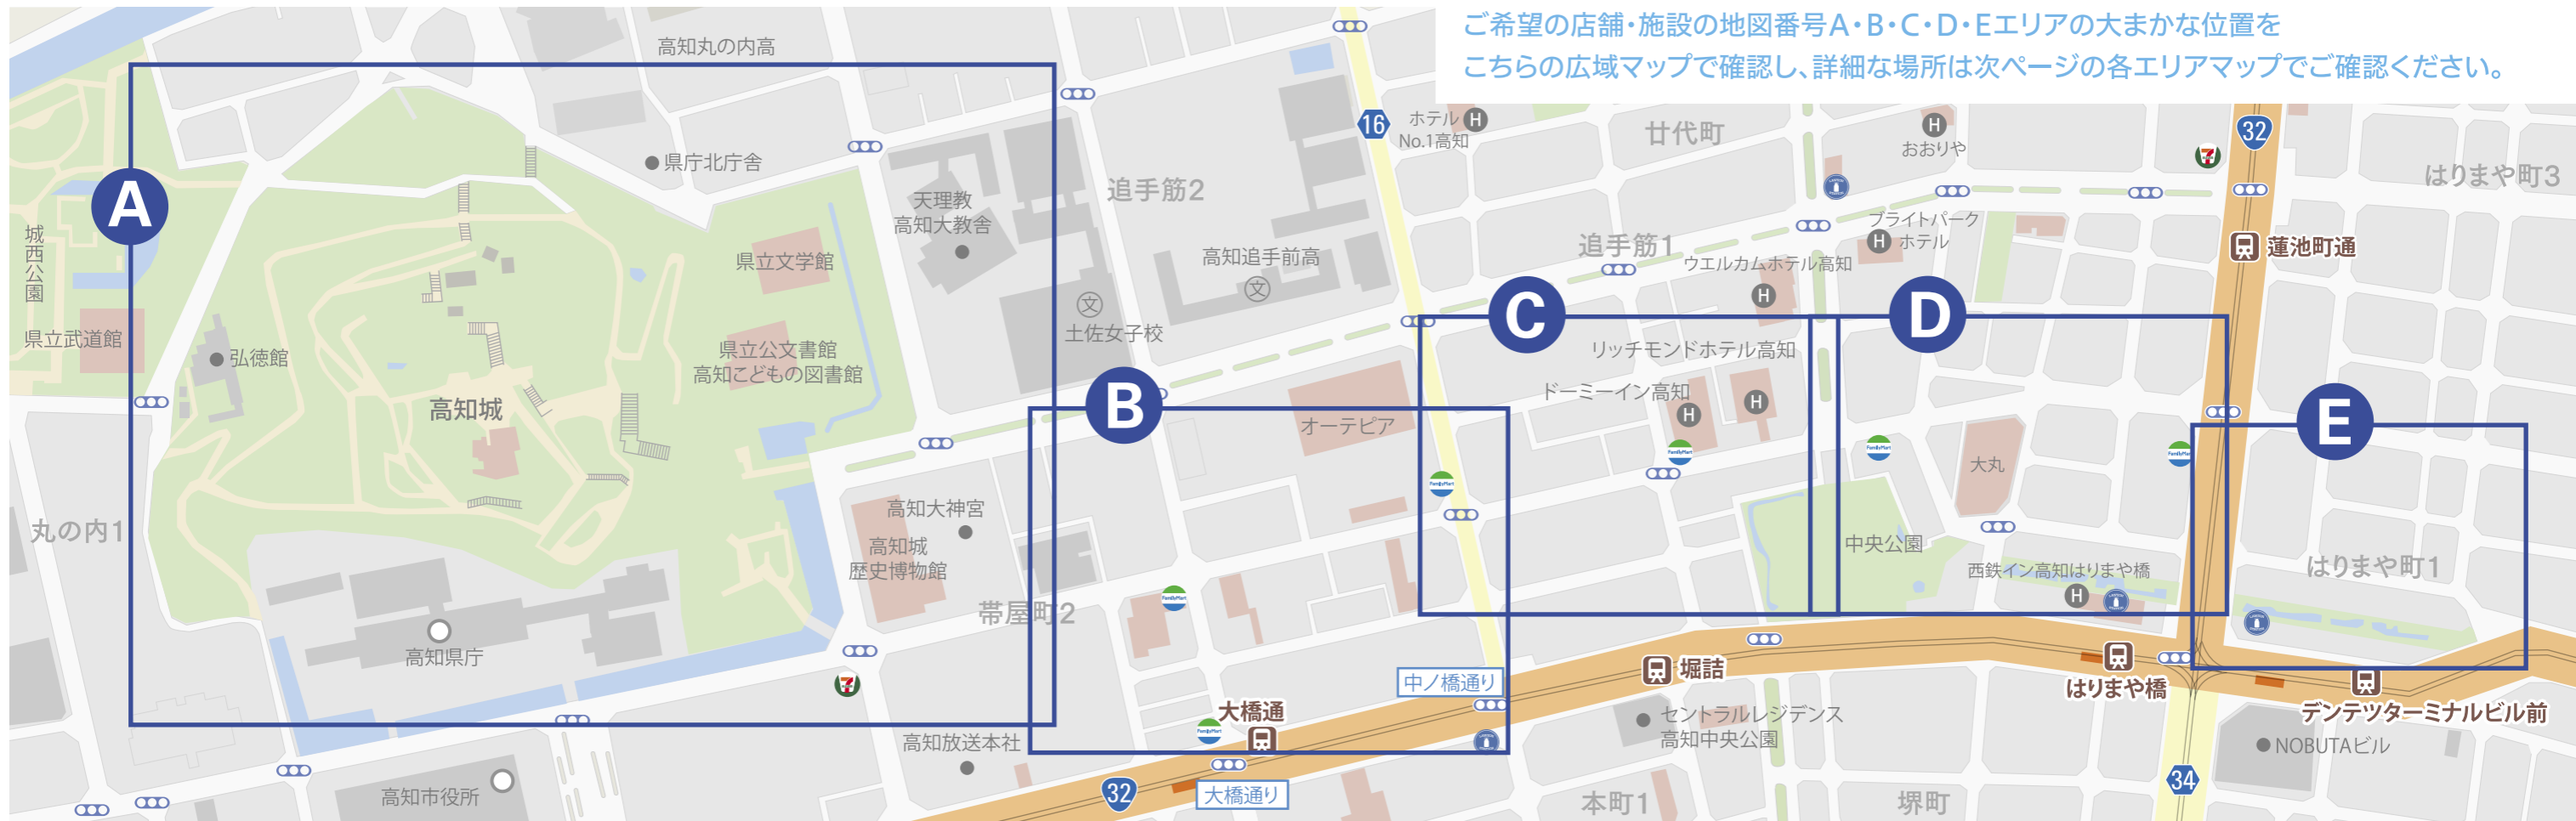 ご希望の店舗・施設の地図番号A・B・C・D・Eエリアの大まかな位置を
こちらの広域マップで確認し、詳細な場所は次ページの各エリアマップでご確認ください。
高知丸の内高
県庁北庁舎
天理教
高知大教舎
追手筋2
16
ホテル
No.1高知
H
廿代町
H
おおりや
32
はりまや町3
A
城西公園
県立武道館
弘徳館
高知城
県立文学館
県立公文書館
高知こどもの図書館
高知追手前高
文
文
土佐女子校
追手筋1
ブライトパーク
ホテル
H
ウエルカムホテル高知
H
蓮池町通
C
D
リッチモンドホテル高知
H
ドーミーイン高知
H
B
オーテピア
FamilyMart
FamilyMart
FamilyMart
FamilyMart
大丸
E
丸の内1
高知大神宮
高知城
歴史博物館
中央公園
西鉄イン高知はりまや橋
H
はりまや町1
帯屋町2
FamilyMart
高知県庁
中ノ橋通り
堀詰
はりまや橋
デンテツターミナルビル前
大橋通
FamilyMart
高知放送本社
セントラルレジデンス
高知中央公園
NOBUTAビル
高知市役所
32
大橋通り
本町1
堺町
34